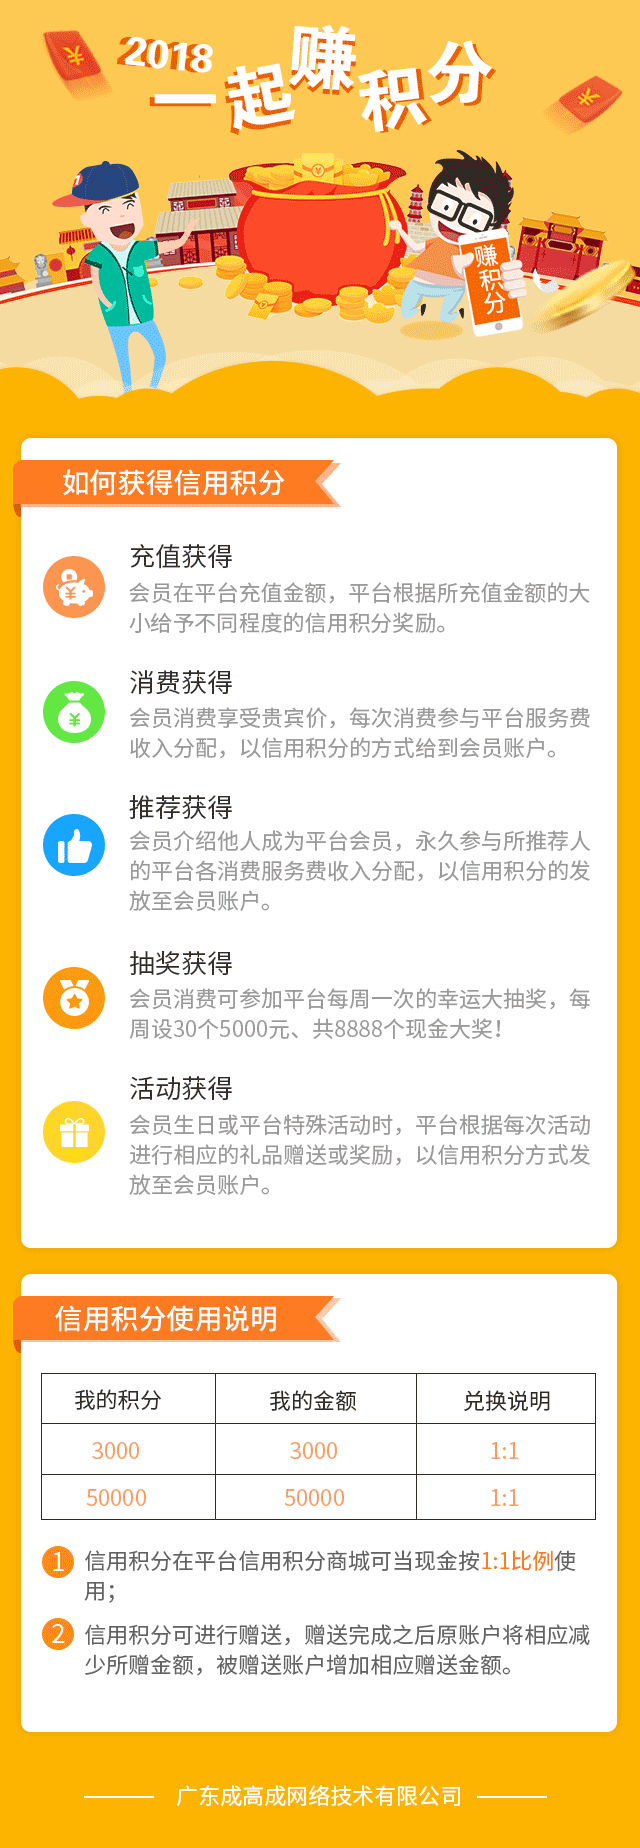 2018
一起赚积分
赚积分
如何获得信用积分
充值获得
会员在平台充值金额，平台根据所充值金额的大
小给予不同程度的信用积分奖励。
消费获得
会员消费享受贵宾价，每次消费参与平台服务费
收入分配，以信用积分的方式给到会员账户。
推荐获得
会员介绍他人成为平台会员，永久参与所推荐人
的平台各消费服务费收入分配，以信用积分的发
放至会员账户。
抽奖获得
会员消费可参加平台每周一次的幸运大抽奖，每
周设30个5000元、共8888个现金大奖！
活动获得
会员生日或平台特殊活动时，平台根据每次活动
进行相应的礼品赠送或奖励，以信用积分方式发
放至会员账户。
信用积分使用说明
我的积分 我的金额 兑换说明
3000 3000 1:1
50000 50000 1:1
1 信用积分在平台信用积分商城可当现金按1:1比例使
用；
2 信用积分可进行赠送，赠送完成之后原账户将相应减
少所赠金额，被赠送账户增加相应赠送金额。
广东成高成网络技术有限公司